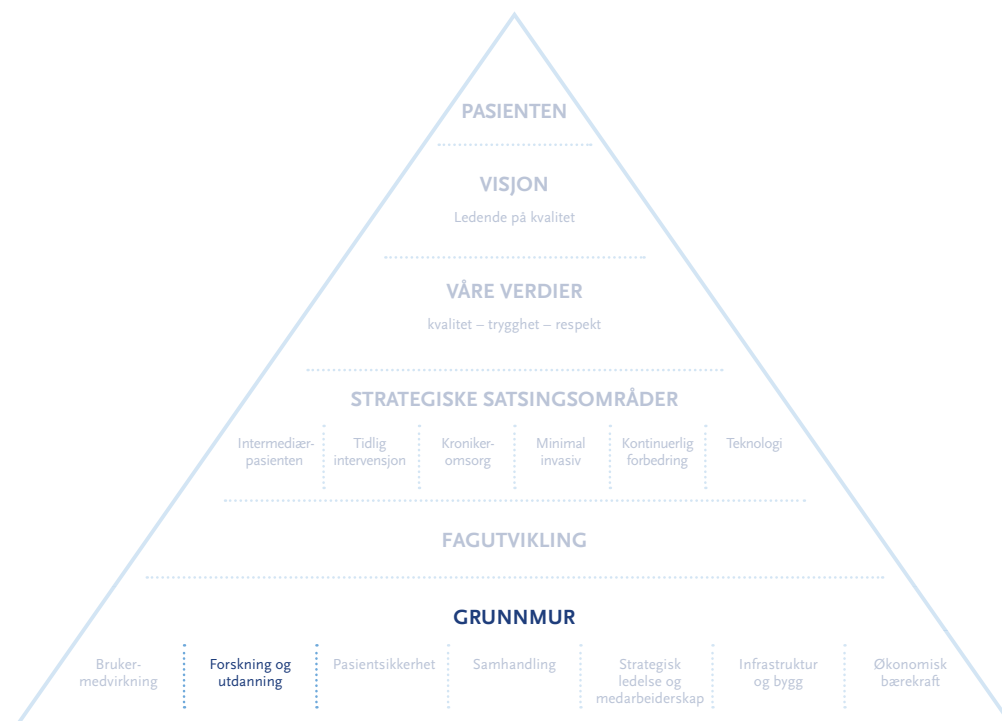 PASIENTEN
VISJON
Ledende på kvalitet
VÅRE VERDIER
kvalitet – trygghet – respekt
STRATEGISKE SATSINGSOMRÅDER
Intermediær-
pasienten
Tidlig
intervensjon
Kroniker-
omsorg
Minimal
invasiv
Kontinuerlig
forbedring
Teknologi
FAGUTVIKLING
GRUNNMUR
Bruker-
medvirkning
Forskning og
utdanning
Pasientsikkerhet
Samhandling
Strategisk
ledelse og
medarbeiderskap
Infrastruktur
og bygg
Økonomisk
bærekraft